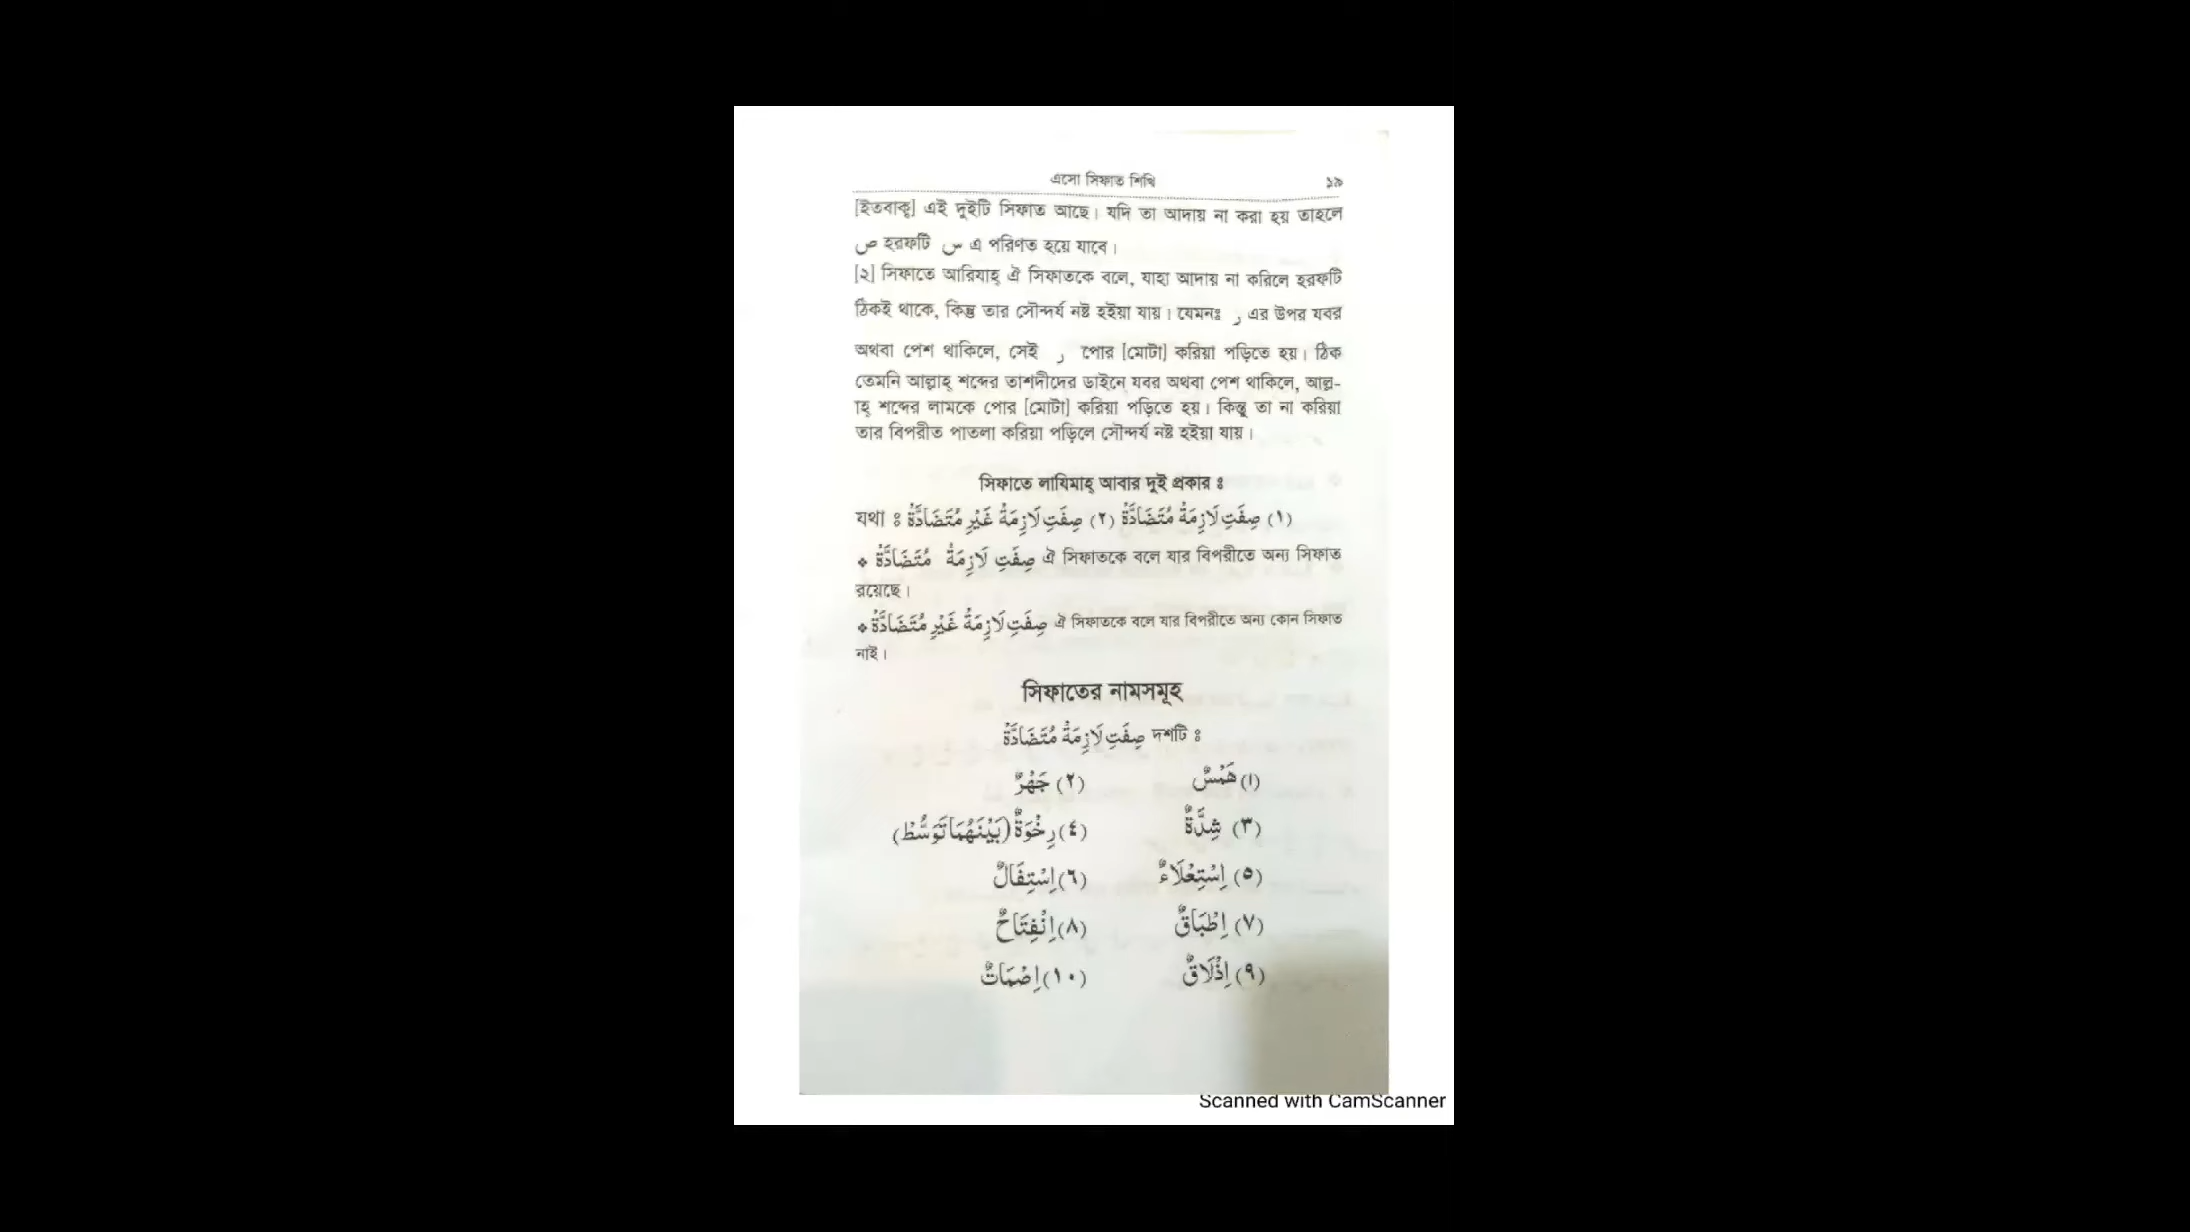 এসো সিফাত শিখি ১৯
[ইতবাক্ব] এই দুইটি সিফাত আছে। যদি তা আদায় না করা হয় তাহলে
ص হরফটি س এ পরিণত হয়ে যাবে।
[২] সিফাতে আরিযাহ্ ঐ সিফাতকে বলে, যাহা আদায় না করিলে হরফটি
ঠিকই থাকে, কিন্তু তার সৌন্দর্য নষ্ট হইয়া যায়। যেমনঃ ر এর উপর যবর
অথবা পেশ থাকিলে, সেই ر পোর [মোটা] করিয়া পড়িতে হয়। ঠিক
তেমনি আল্লাহ্ শব্দের তাশদীদের ডাইনে যবর অথবা পেশ থাকিলে, আল্ল-
াহ্ শব্দের লামকে পোর [মোটা] করিয়া পড়িতে হয়। কিন্তু তা না করিয়া
তার বিপরীত পাতলা করিয়া পড়িলে সৌন্দর্য নষ্ট হইয়া যায়।
সিফাতে লাযিমাহ্ আবার দুই প্রকার ঃ
যথা ঃ (١) صِفَتِ لَازِمَةْ مُتَضَادَّةْ (٢) صِفَتِ لَازِمَةْ غَيْرِ مُتَضَادَّةْ
❖ صِفَتِ لَازِمَةْ مُتَضَادَّةْ ঐ সিফাতকে বলে যার বিপরীতে অন্য সিফাত
রয়েছে।
❖ صِفَتِ لَازِمَةْ غَيْرِ مُتَضَادَّةْ ঐ সিফাতকে বলে যার বিপরীতে অন্য কোন সিফাত
নাই।
সিফাতের নামসমূহ
صِفَتِ لَازِمَةْ مُتَضَادَّةْ দশটি ঃ
(١) هَمْسٌ (٢) جَهْرٌ
(٣) شِدَّةٌ (٤) رِخْوَةٌ (بَيْنَهُمَا تَوَسُّطْ)
(٥) اِسْتِعْلَاءٌ (٦) اِسْتِفَالٌ
(٧) اِطْبَاقٌ (٨) اِنْفِتَاحٌ
(٩) اِذْلَاقٌ (١٠) اِصْمَاتٌ
Scanned with CamScanner